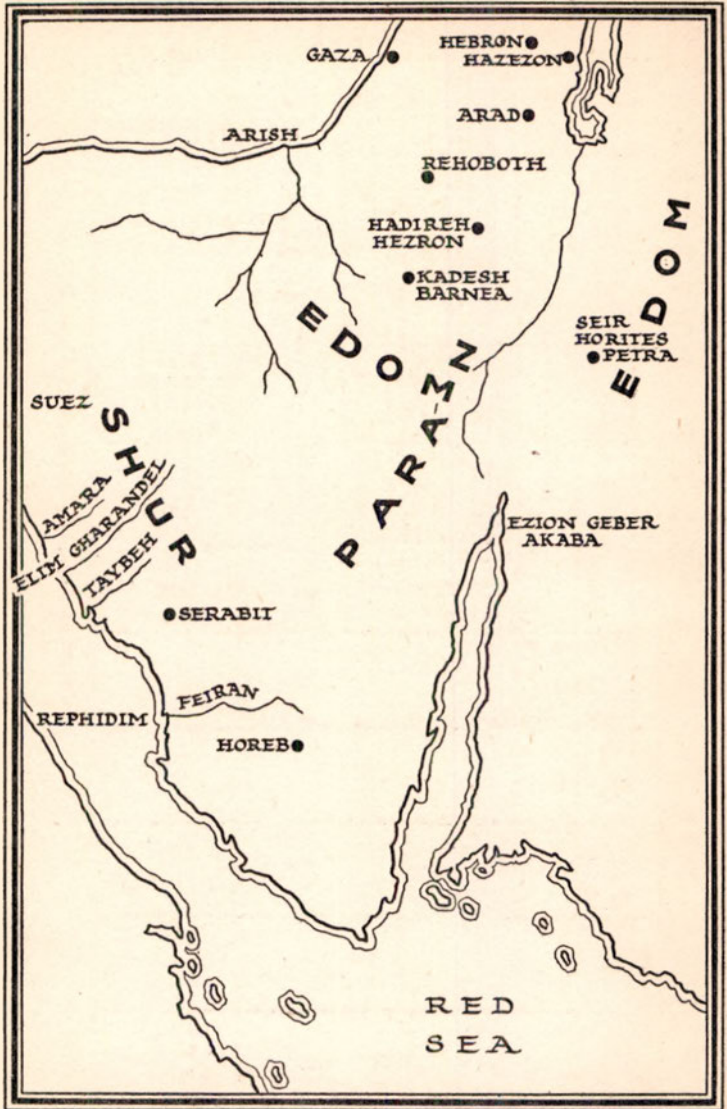 GAZA
HEBRON
HAZEZON
ARAD
ARISH
REHOBOTH
HADIREH
HEZRON
KADESH
BARNEA
EDOM
EDOM
SEIR
HORITES
PETRA
PARAN
SUEZ
SHUR
AMARA
ELIM GHARANDEL
TAYBEH
EZION GEBER
AKABA
SERABIT
FEIRAN
REPHIDIM
HOREB
RED
SEA